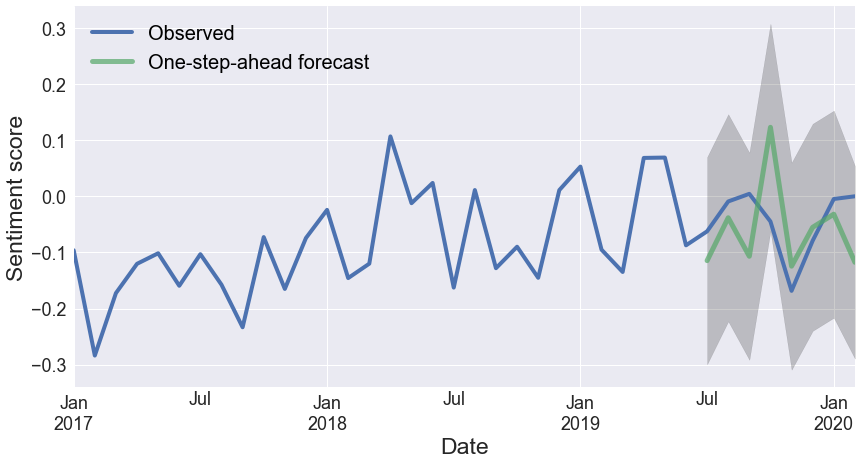 Observed
One-step-ahead forecast
0.3
0.2
0.1
0.0
−0.1
−0.2
−0.3
Sentiment score
Jan Jul Jan Jul Jan Jul Jan
2017 2018 2019 2020
Date